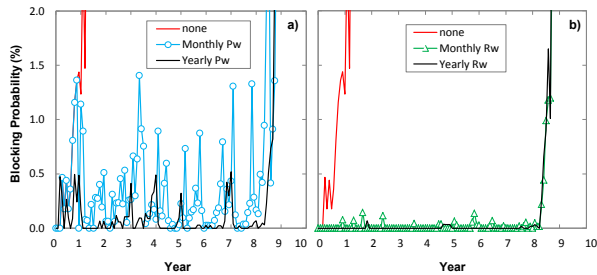 2.0
1.5
1.0
0.5
0.0
Blocking Probability (%)
none
Monthly Pw
Yearly Pw
a)
0 1 2 3 4 5 6 7 8 9
Year
none
Monthly Rw
Yearly Rw
b)
0 1 2 3 4 5 6 7 8 9 10
Year